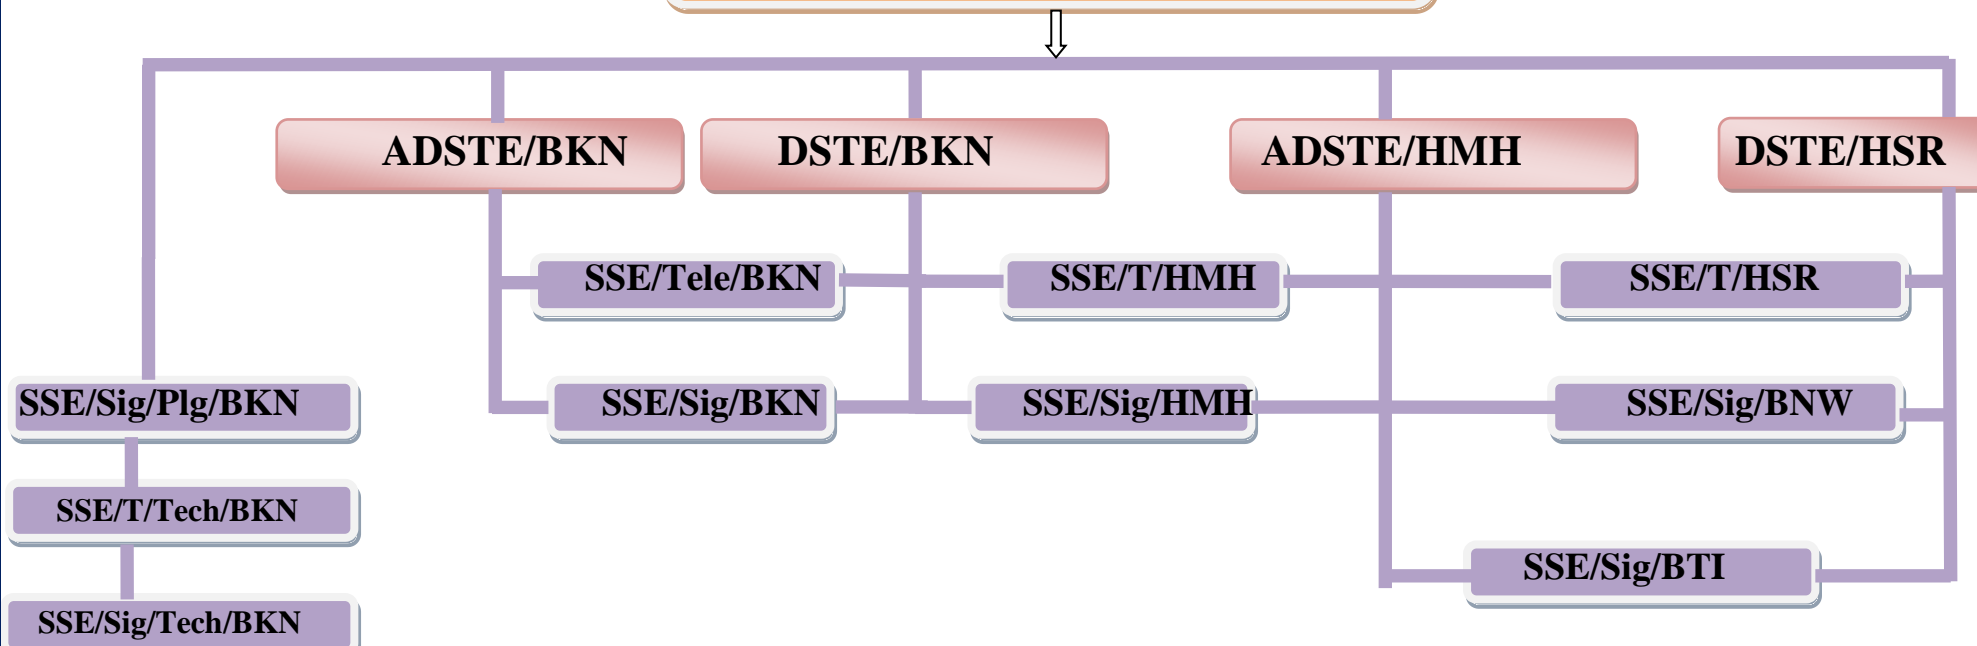 ADSTE/BKN
DSTE/BKN
ADSTE/HMH
DSTE/HSR
SSE/Tele/BKN
SSE/T/HMH
SSE/T/HSR
SSE/Sig/Plg/BKN
SSE/Sig/BKN
SSE/Sig/HMH
SSE/Sig/BNW
SSE/T/Tech/BKN
SSE/Sig/BTI
SSE/Sig/Tech/BKN